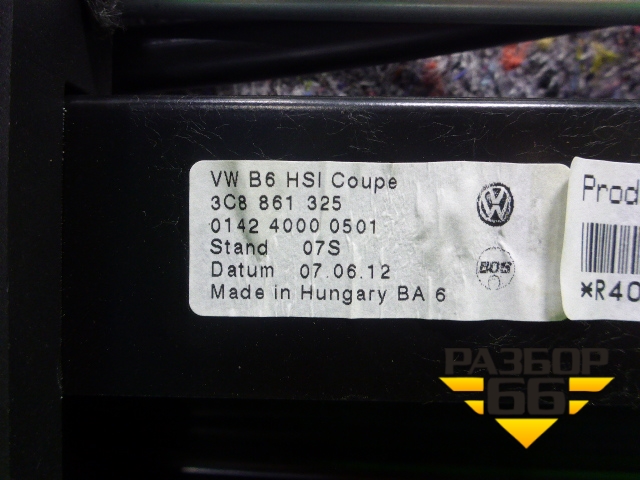 VW B6 HSI Coupe
3C8 861 325
0142 4000 0501
Stand 07S
Datum 07.06.12
Made in Hungary BA 6
BOS
Prod
*R40
РАЗБОР
66